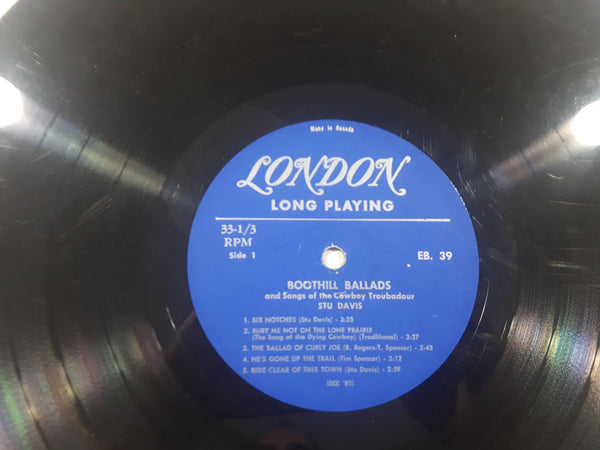 Made in Canada
LONDON
LONG PLAYING
33-1/3
RPM
Side 1
EB. 39
BOOTHILL BALLADS
and Songs of the Cowboy Troubadour
STU DAVIS
1. SIX NOTCHES (Stu Davis) - 3:25
2. BURY ME NOT ON THE LONE PRAIRIE
(The Song of the Dying Cowboy) (Traditional) - 3:27
3. THE BALLAD OF CURLY JOE (R. Rogers-T. Spencer) - 2:43
4. HE'S GONE UP THE TRAIL (Tim Spencer) - 3:12
5. RIDE CLEAR OF THIS TOWN (Stu Davis) - 2:59